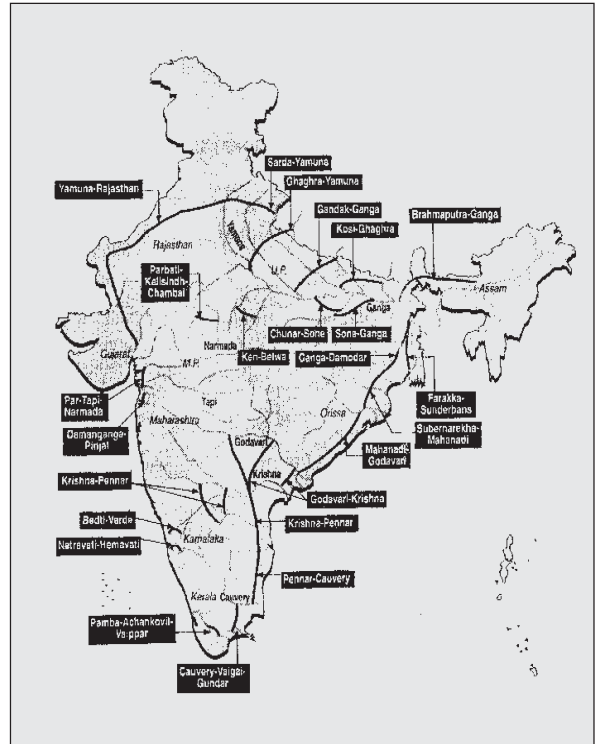 Sarda-Yamuna
Ghaghra-Yamuna
Yamuna-Rajasthan
Gandak-Ganga
Kosi-Ghaghra
Brahmaputra-Ganga
Rajasthan
Yamuna
Parbati-
Kalisindh-
Chambal
U.P.
Ganga
Assam
Narmada
Chunar-Sone
Sone-Ganga
Ken-Betwa
Ganga-Damodar
Gujarat
M.P.
Par-Tapi-
Narmada
Farakka-
Sunderbans
Tapi
Orissa
Damanganga-
Pinjal
Maharashtra
Subernarekha-
Mahanadi
Godavari
Mahanadi-
Godavari
Krishna
Krishna-Pennar
Godavari-Krishna
Bedti-Varda
Krishna-Pennar
Karnataka
Netravati-Hemavati
Pennar-Cauvery
Kerala Cauvery
Pamba-Achankovil-
Vaippar
Cauvery-Vaigai-
Gundar